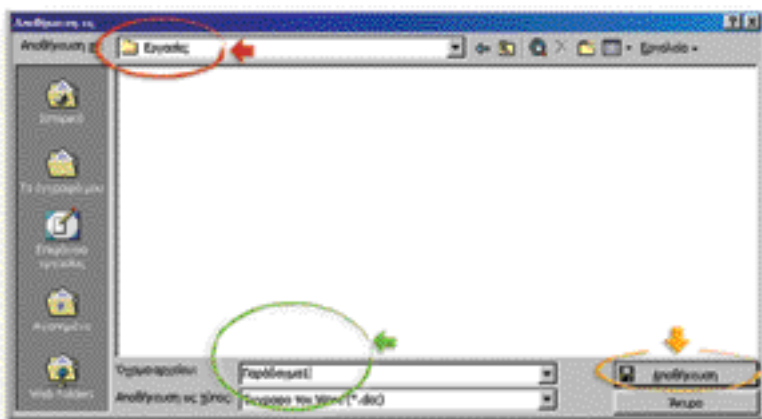 Αποθήκευση ως
Αποθήκευση σε: Εργασίες Εργαλεία
Ιστορικό
Τα έγγραφά μου
Επιφάνεια
εργασίας
Αγαπημένα
Web Folders
Όνομα αρχείου: Παράδειγμα1
Αποθήκευση ως τύπος: Έγγραφο του Word (*.doc)
Αποθήκευση
Άκυρο